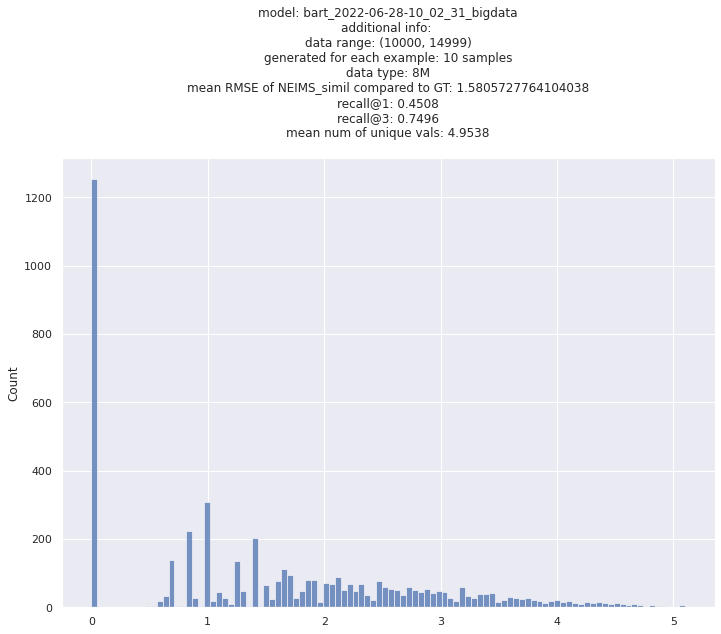 model: bart_2022-06-28-10_02_31_bigdata
additional info:
data range: (10000, 14999)
generated for each example: 10 samples
data type: 8M
mean RMSE of NEIMS_simil compared to GT: 1.5805727764104038
recall@1: 0.4508
recall@3: 0.7496
mean num of unique vals: 4.9538
1200
1000
800
600
400
200
0
Count
0 1 2 3 4 5